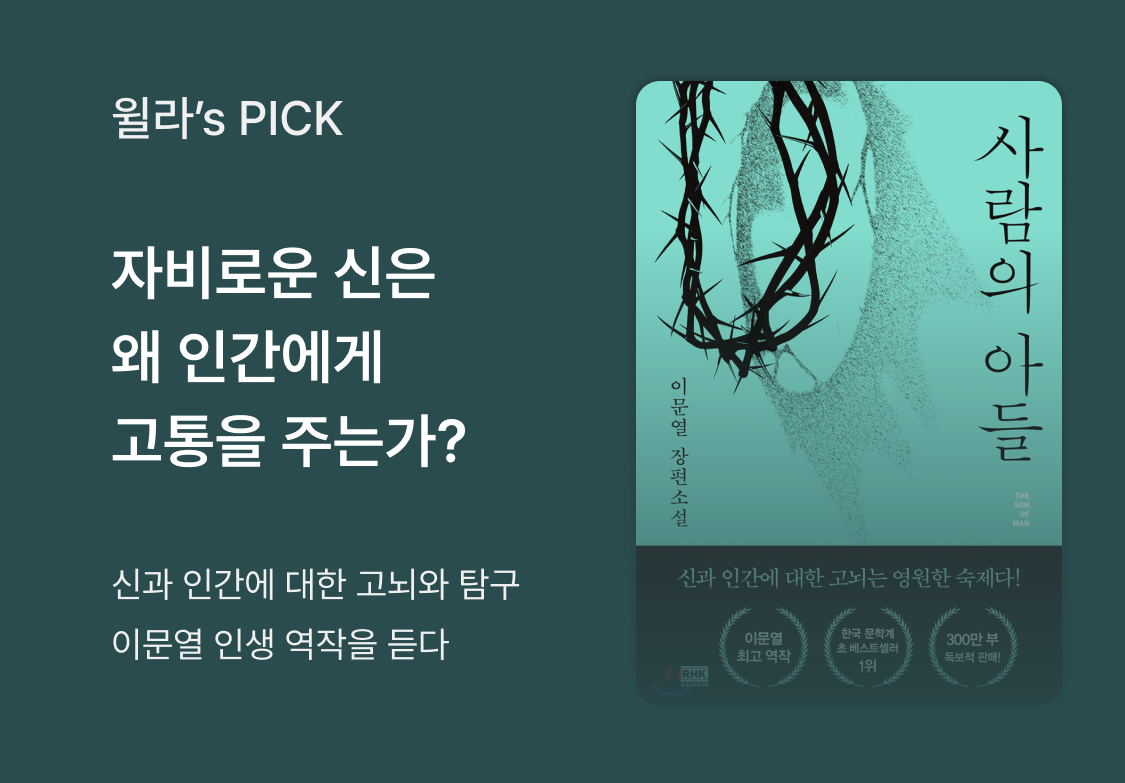 윌라's PICK
자비로운 신은
왜 인간에게
고통을 주는가?
신과 인간에 대한 고뇌와 탐구
이문열 인생 역작을 듣다
사람의 아들
이문열 장편소설
THE
SON
OF
MAN
신과 인간에 대한 고뇌는 영원한 숙제다!
이문열
최고 역작
한국 문학계
초 베스트셀러
1위
300만 부
독보적 판매!
RHK